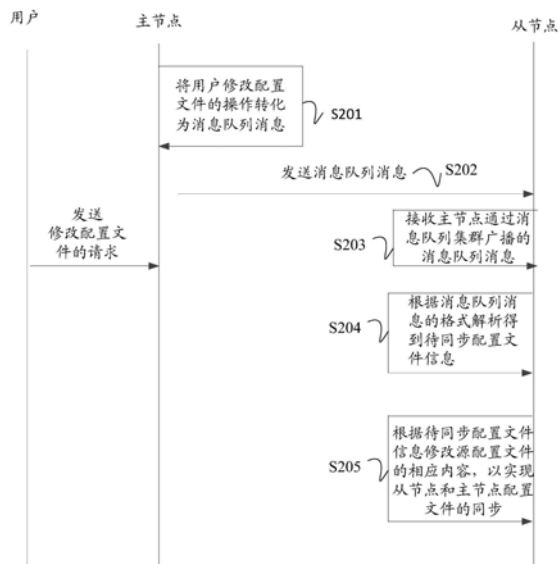 用户
主节点
从节点
将用户修改配置
文件的操作转化
为消息队列消息
S201
发送消息队列消息
S202
发送
修改配置文
件的请求
接收主节点通过消
息队列集群广播的
消息队列消息
S203
根据消息队列消
息的格式解析得
到待同步配置文
件信息
S204
根据待同步配置文件
信息修改源配置文件
的相应内容，以实现
从节点和主节点配置
文件的同步
S205